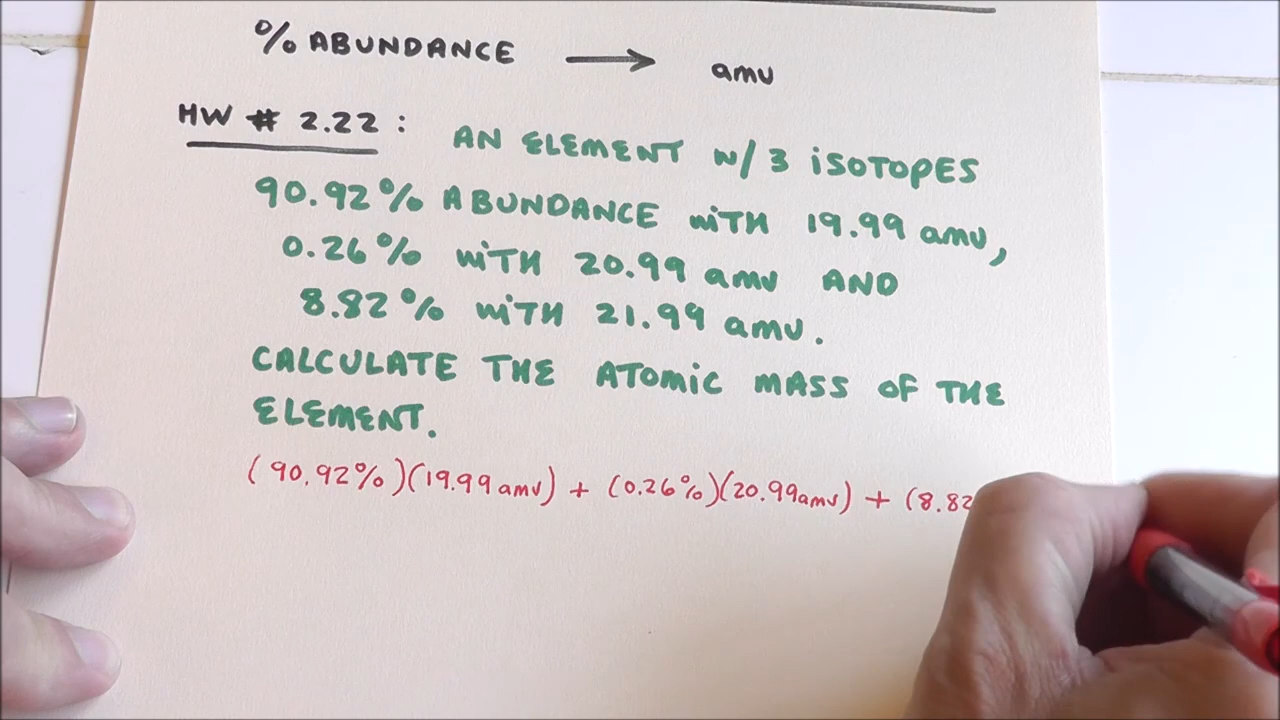 % ABUNDANCE → amu
HW # 2.22 : AN ELEMENT w/ 3 ISOTOPES
90.92% ABUNDANCE WITH 19.99 amu,
0.26% WITH 20.99 amu AND
8.82% WITH 21.99 amu.
CALCULATE THE ATOMIC MASS OF THE
ELEMENT.
(90.92%)(19.99 amu) + (0.26%)(20.99amu) + (8.82